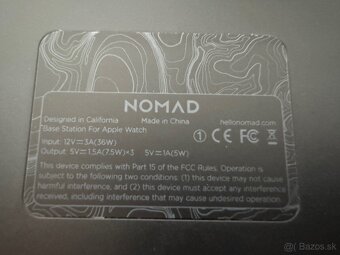 NOMAD
Designed in California Made in China hellonomad.com
Base Station For Apple Watch
Input: 12V⎓3A(36W)
Output: 5V⎓1.5A(7.5W)×3 5V⎓1A(5W)
1 CE FC
This device complies with Part 15 of the FCC Rules. Operation is
subject to the following two conditions. (1) this device may not cause
harmful interference, and (2) this device must accept any
interference that may cause undesired operation.
Bazos.sk